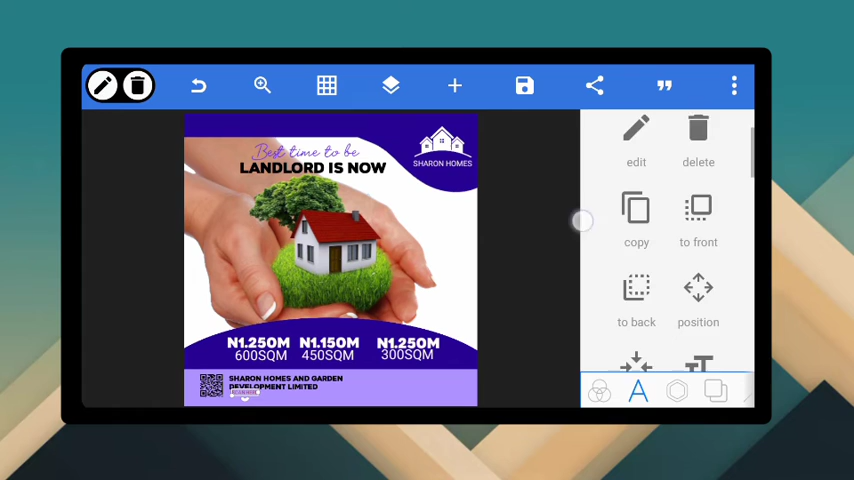 Best time to be
LANDLORD IS NOW
SHARON HOMES
N1.250M N1.150M N1.250M
600SQM 450SQM 300SQM
SHARON HOMES AND GARDEN
DEVELOPMENT LIMITED
edit delete
copy to front
to back position